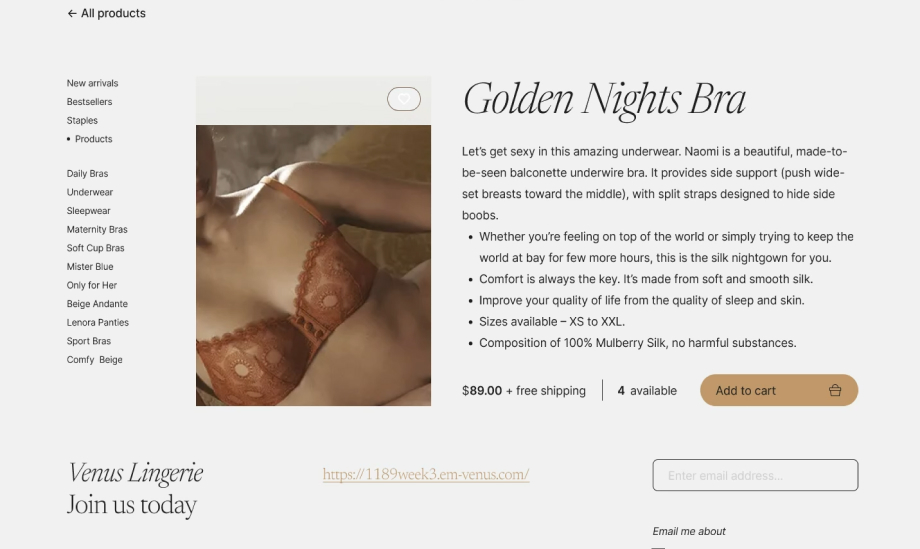 ← All products
New arrivals
Bestsellers
Staples
• Products
Daily Bras
Underwear
Sleepwear
Maternity Bras
Soft Cup Bras
Mister Blue
Only for Her
Beige Andante
Lenora Panties
Sport Bras
Comfy Beige
Golden Nights Bra
Let's get sexy in this amazing underwear. Naomi is a beautiful, made-to-
be-seen balconette underwire bra. It provides side support (push wide-
set breasts toward the middle), with split straps designed to hide side
boobs.
• Whether you're feeling on top of the world or simply trying to keep the
world at bay for few more hours, this is the silk nightgown for you.
• Comfort is always the key. It's made from soft and smooth silk.
• Improve your quality of life from the quality of sleep and skin.
• Sizes available – XS to XXL.
• Composition of 100% Mulberry Silk, no harmful substances.
$89.00 + free shipping
4 available
Add to cart
Venus Lingerie
Join us today
https://1189week3.em-venus.com/
Enter email address...
Email me about